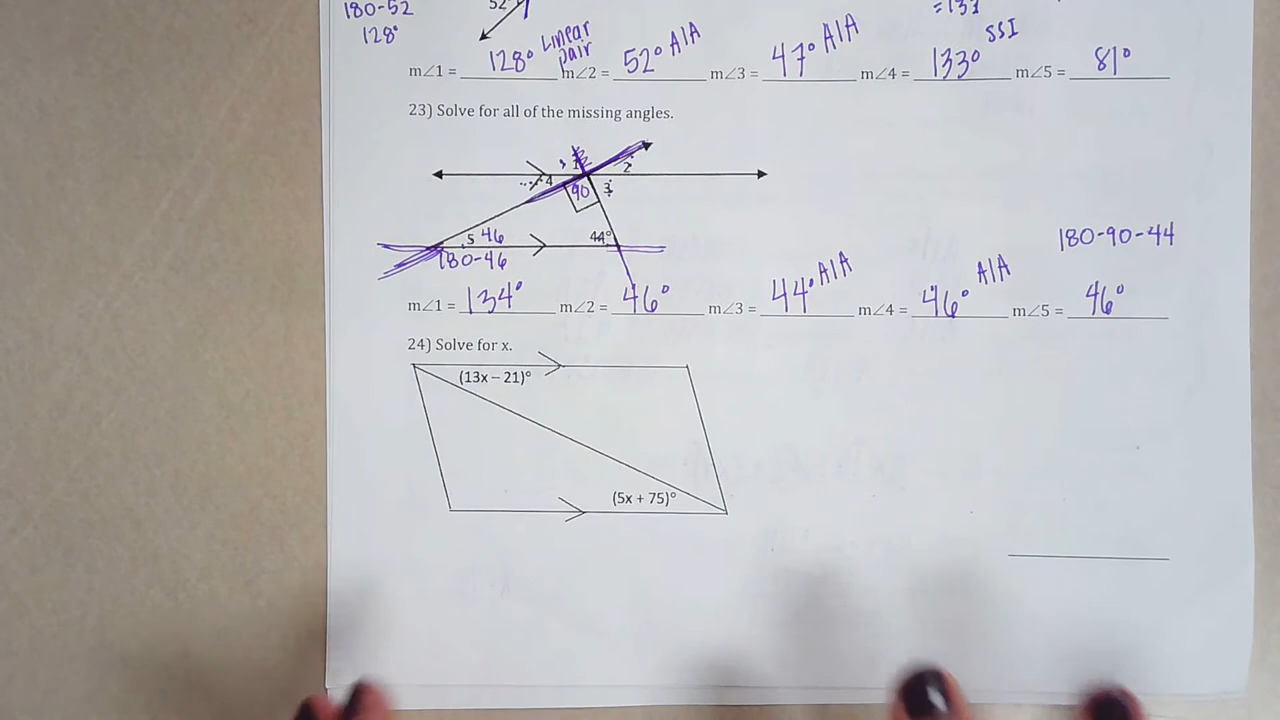 180-52
128°
52°
=133
SSI
m∠1 = 128° Linear pair m∠2 = 52° AIA m∠3 = 47° AIA m∠4 = 133° m∠5 = 81°
23) Solve for all of the missing angles.
1 2
4 90 3
5 46 44°
180-46
180-90-44
m∠1 = 134° m∠2 = 46° m∠3 = 44° AIA m∠4 = 46° AIA m∠5 = 46°
24) Solve for x.
(13x – 21)°
(5x + 75)°